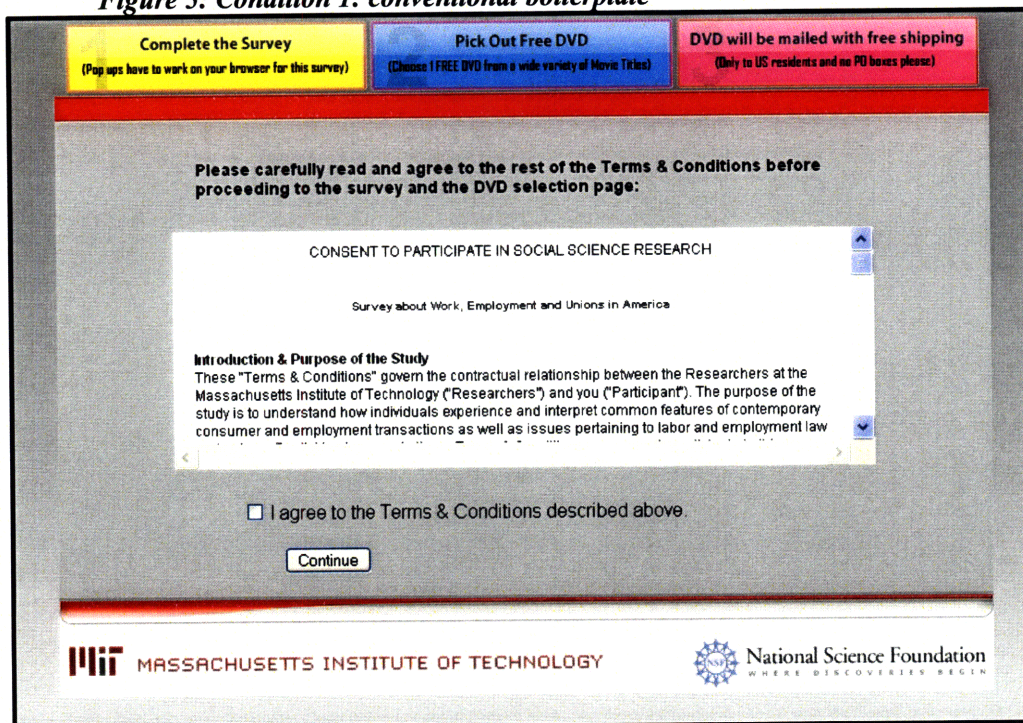 Figure 5. Condition 1: conventional boilerplate
Complete the Survey
(Pop ups have to work on your browser for this survey)
Pick Out Free DVD
(Choose 1 FREE DVD from a wide variety of Movie Titles)
DVD will be mailed with free shipping
(Only to US residents and no PO boxes please)
Please carefully read and agree to the rest of the Terms & Conditions before
proceeding to the survey and the DVD selection page:
CONSENT TO PARTICIPATE IN SOCIAL SCIENCE RESEARCH
Survey about Work, Employment and Unions in America
Introduction & Purpose of the Study
These "Terms & Conditions" govern the contractual relationship between the Researchers at the
Massachusetts Institute of Technology ("Researchers") and you ("Participant"). The purpose of the
study is to understand how individuals experience and interpret common features of contemporary
consumer and employment transactions as well as issues pertaining to labor and employment law
I agree to the Terms & Conditions described above.
Continue
MIT MASSACHUSETTS INSTITUTE OF TECHNOLOGY
NSF National Science Foundation
WHERE DISCOVERIES BEGIN